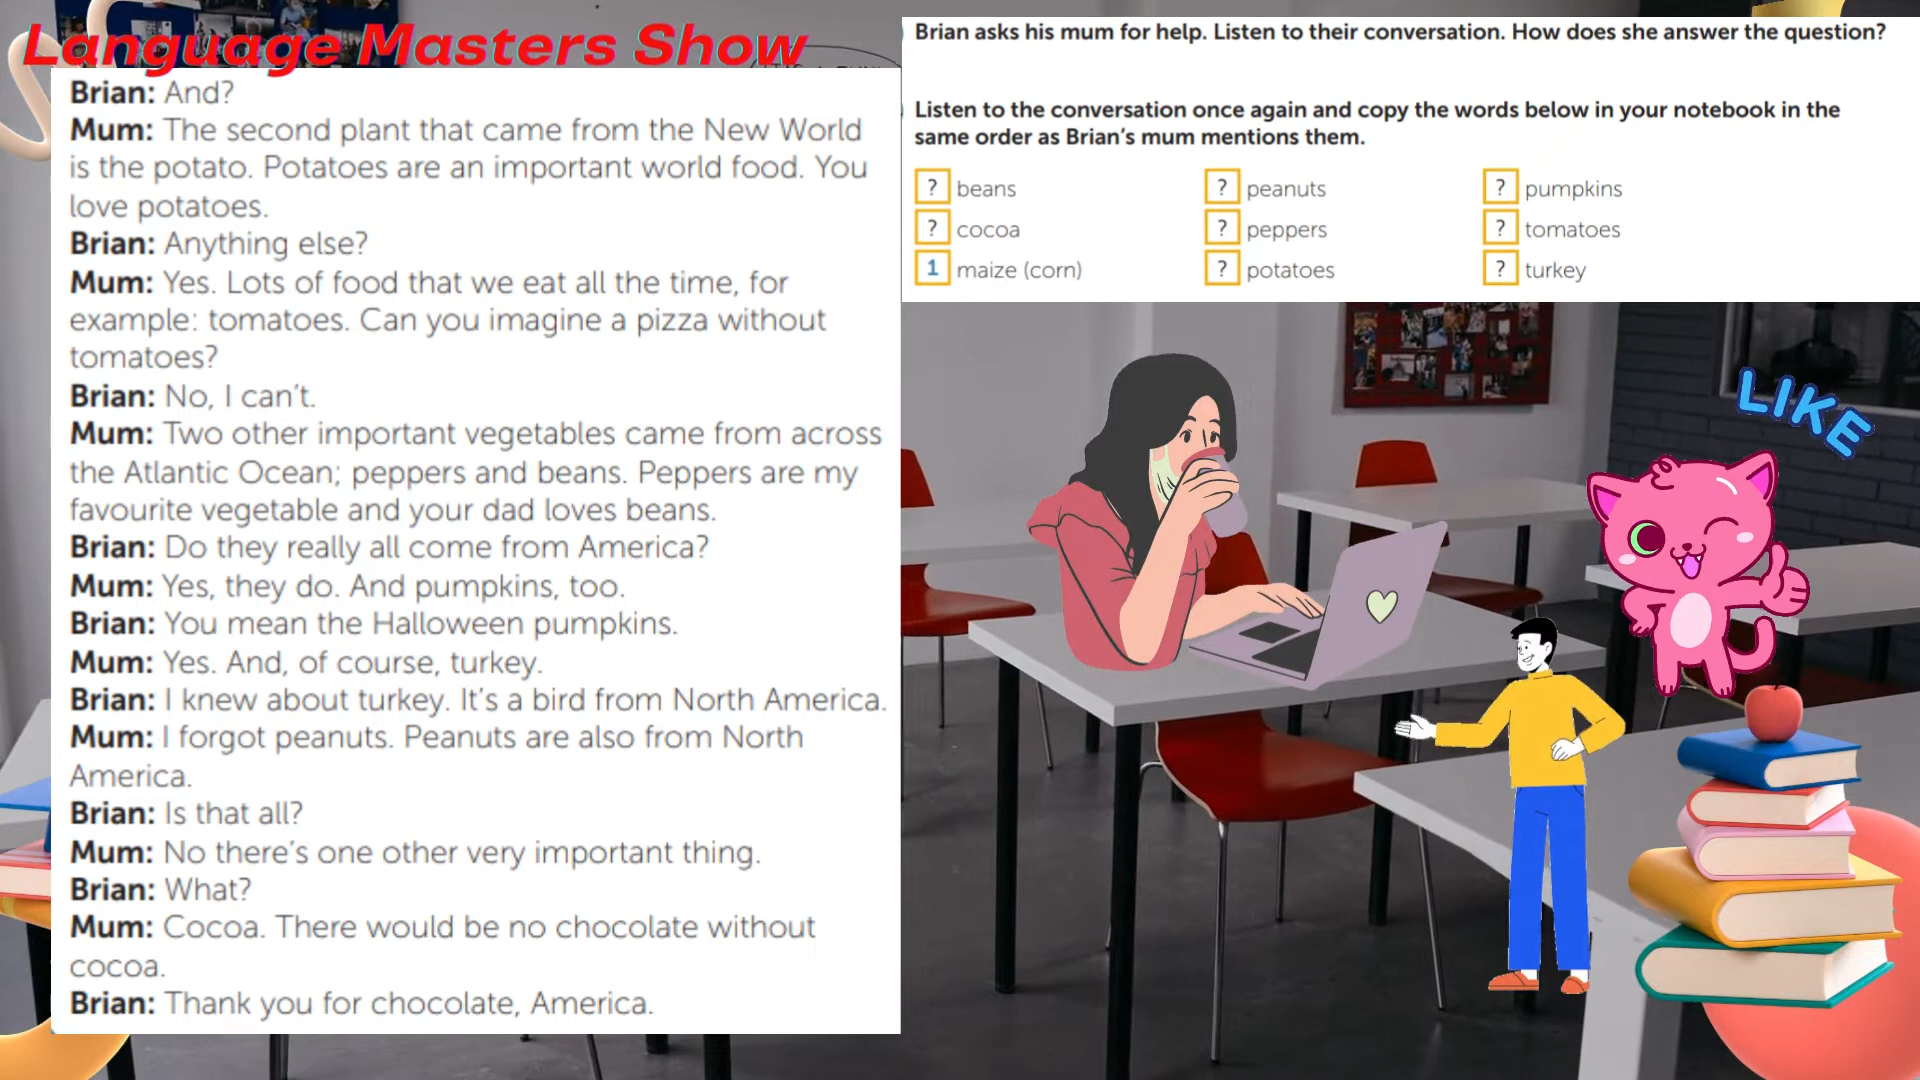 Language Masters Show
Brian: And?
Mum: The second plant that came from the New World
is the potato. Potatoes are an important world food. You
love potatoes.
Brian: Anything else?
Mum: Yes. Lots of food that we eat all the time, for
example: tomatoes. Can you imagine a pizza without
tomatoes?
Brian: No, I can't.
Mum: Two other important vegetables came from across
the Atlantic Ocean; peppers and beans. Peppers are my
favourite vegetable and your dad loves beans.
Brian: Do they really all come from America?
Mum: Yes, they do. And pumpkins, too.
Brian: You mean the Halloween pumpkins.
Mum: Yes. And, of course, turkey.
Brian: I knew about turkey. It's a bird from North America.
Mum: I forgot peanuts. Peanuts are also from North
America.
Brian: Is that all?
Mum: No there's one other very important thing.
Brian: What?
Mum: Cocoa. There would be no chocolate without
cocoa.
Brian: Thank you for chocolate, America.
Brian asks his mum for help. Listen to their conversation. How does she answer the question?
Listen to the conversation once again and copy the words below in your notebook in the
same order as Brian's mum mentions them.
? beans ? peanuts ? pumpkins
? cocoa ? peppers ? tomatoes
1 maize (corn) ? potatoes ? turkey
LIKE